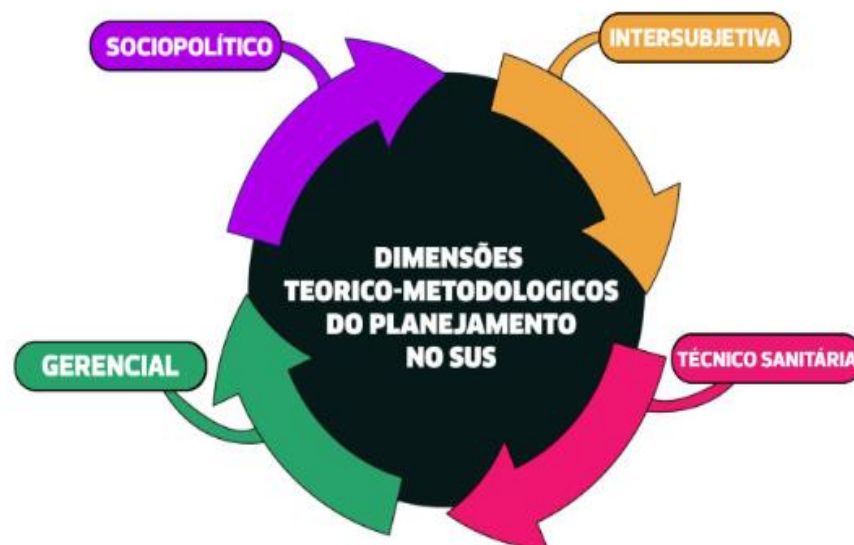 SOCIOPOLÍTICO
INTERSUBJETIVA
DIMENSÕES
TEORICO-METODOLOGICOS
DO PLANEJAMENTO
NO SUS
GERENCIAL
TÉCNICO SANITÁRIA